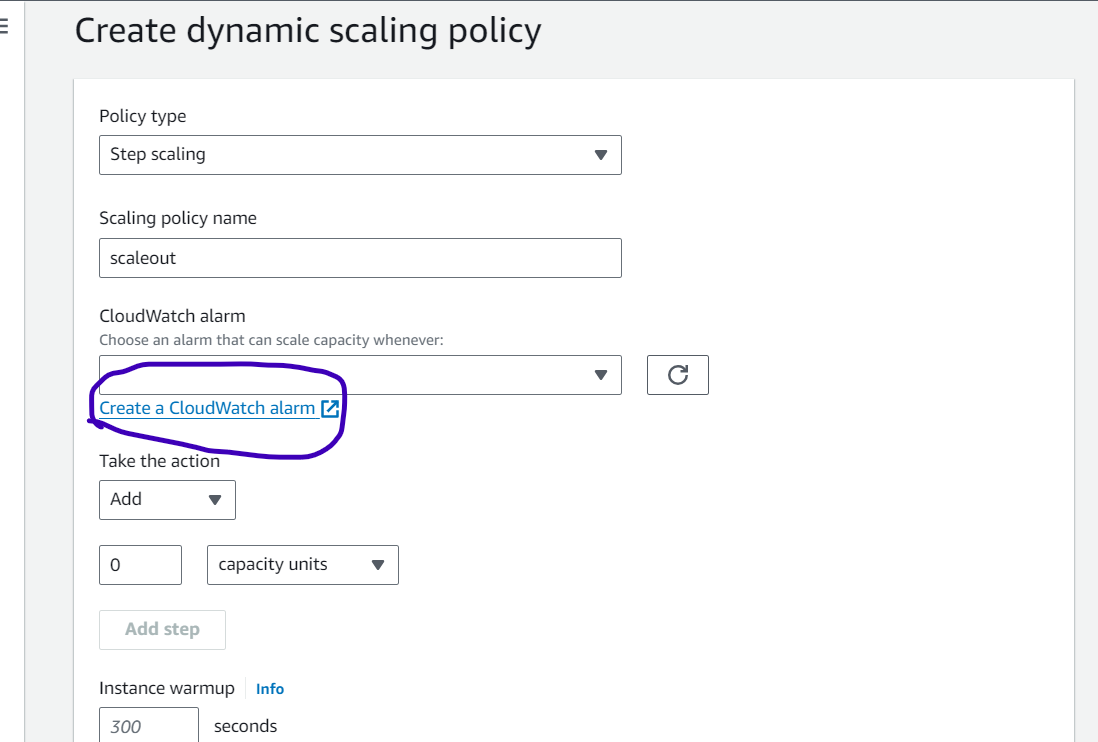 Create dynamic scaling policy
Policy type
Step scaling
Scaling policy name
scaleout
CloudWatch alarm
Choose an alarm that can scale capacity whenever:
Create a CloudWatch alarm
Take the action
Add
0 capacity units
Add step
Instance warmup Info
300 seconds